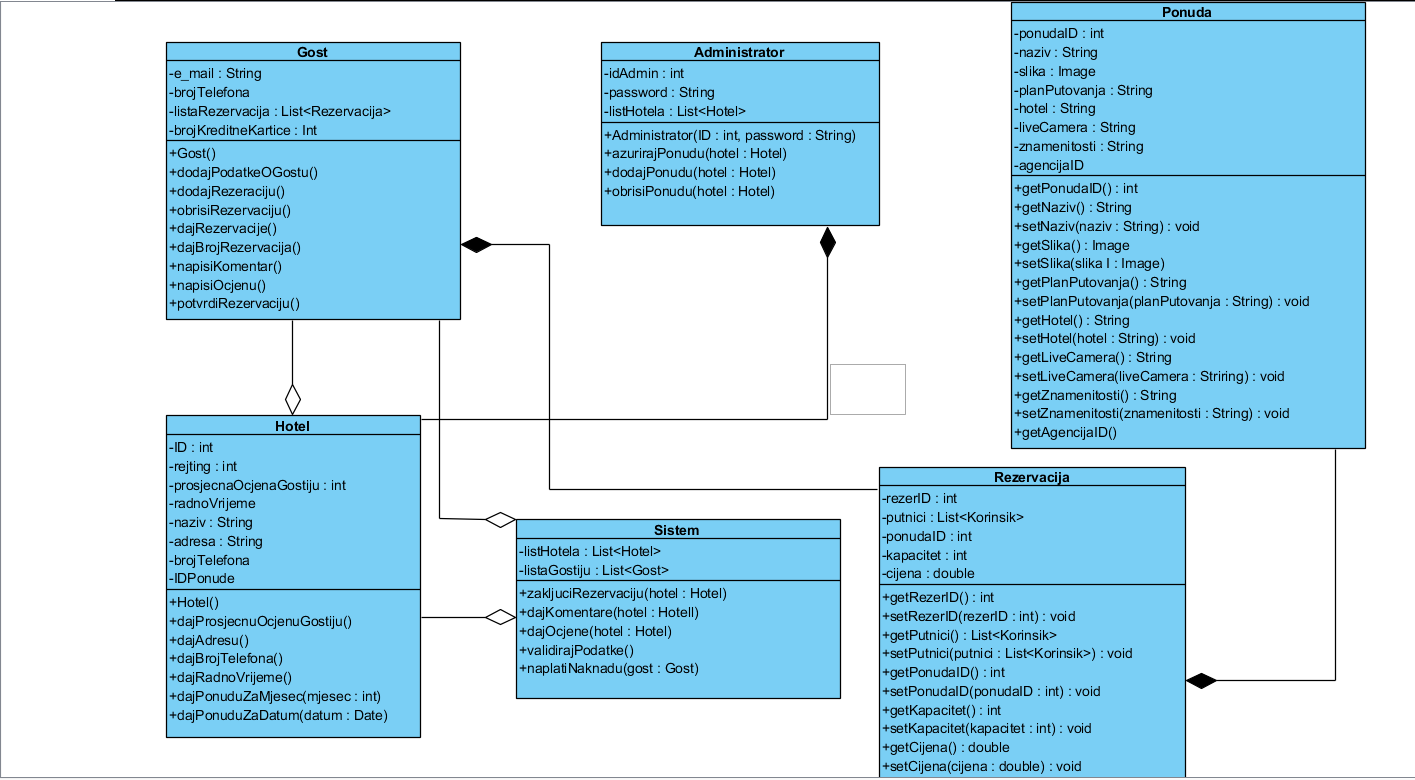 Gost
-e_mail : String
-brojTelefona
-listaRezervacija : List<Rezervacija>
-brojKreditneKartice : Int
+Gost()
+dodajPodatkeOGostu()
+dodajRezeraciju()
+obrisiRezervaciju()
+dajRezervacije()
+dajBrojRezervacija()
+napisiKomentar()
+napisiOcjenu()
+potvrdiRezervaciju()
Administrator
-idAdmin : int
-password : String
-listHotela : List<Hotel>
+Administrator(ID : int, password : String)
+azurirajPonudu(hotel : Hotel)
+dodajPonudu(hotel : Hotel)
+obrisiPonudu(hotel : Hotel)
Ponuda
-ponudaID : int
-naziv : String
-slika : Image
-planPutovanja : String
-hotel : String
-liveCamera : String
-znamenitosti : String
-agencijaID
+getPonudaID() : int
+getNaziv() : String
+setNaziv(naziv : String) : void
+getSlika() : Image
+setSlika(slika I : Image)
+getPlanPutovanja() : String
+setPlanPutovanja(planPutovanja : String) : void
+getHotel() : String
+setHotel(hotel : String) : void
+getLiveCamera() : String
+setLiveCamera(liveCamera : Striring) : void
+getZnamenitosti() : String
+setZnamenitosti(znamenitosti : String) : void
+getAgencijaID()
Hotel
-ID : int
-rejting : int
-prosjecnaOcjenaGostiju : int
-radnoVrijeme
-naziv : String
-adresa : String
-brojTelefona
-IDPonude
+Hotel()
+dajProsjecnuOcjenuGostiju()
+dajAdresu()
+dajBrojTelefona()
+dajRadnoVrijeme()
+dajPonuduZaMjesec(mjesec : int)
+dajPonuduZaDatum(datum : Date)
Sistem
-listHotela : List<Hotel>
-listaGostiju : List<Gost>
+zakljuciRezervaciju(hotel : Hotel)
+dajKomentare(hotel : Hotell)
+dajOcjene(hotel : Hotel)
+validirajPodatke()
+naplatiNaknadu(gost : Gost)
Rezervacija
-rezerID : int
-putnici : List<Korinsik>
-ponudaID : int
-kapacitet : int
-cijena : double
+getRezerID() : int
+setRezerID(rezerID : int) : void
+getPutnici() : List<Korinsik>
+setPutnici(putnici : List<Korinsik>) : void
+getPonudaID() : int
+setPonudaID(ponudaID : int) : void
+getKapacitet() : int
+setKapacitet(kapacitet : int) : void
+getCijena() : double
+setCijena(cijena : double) : void